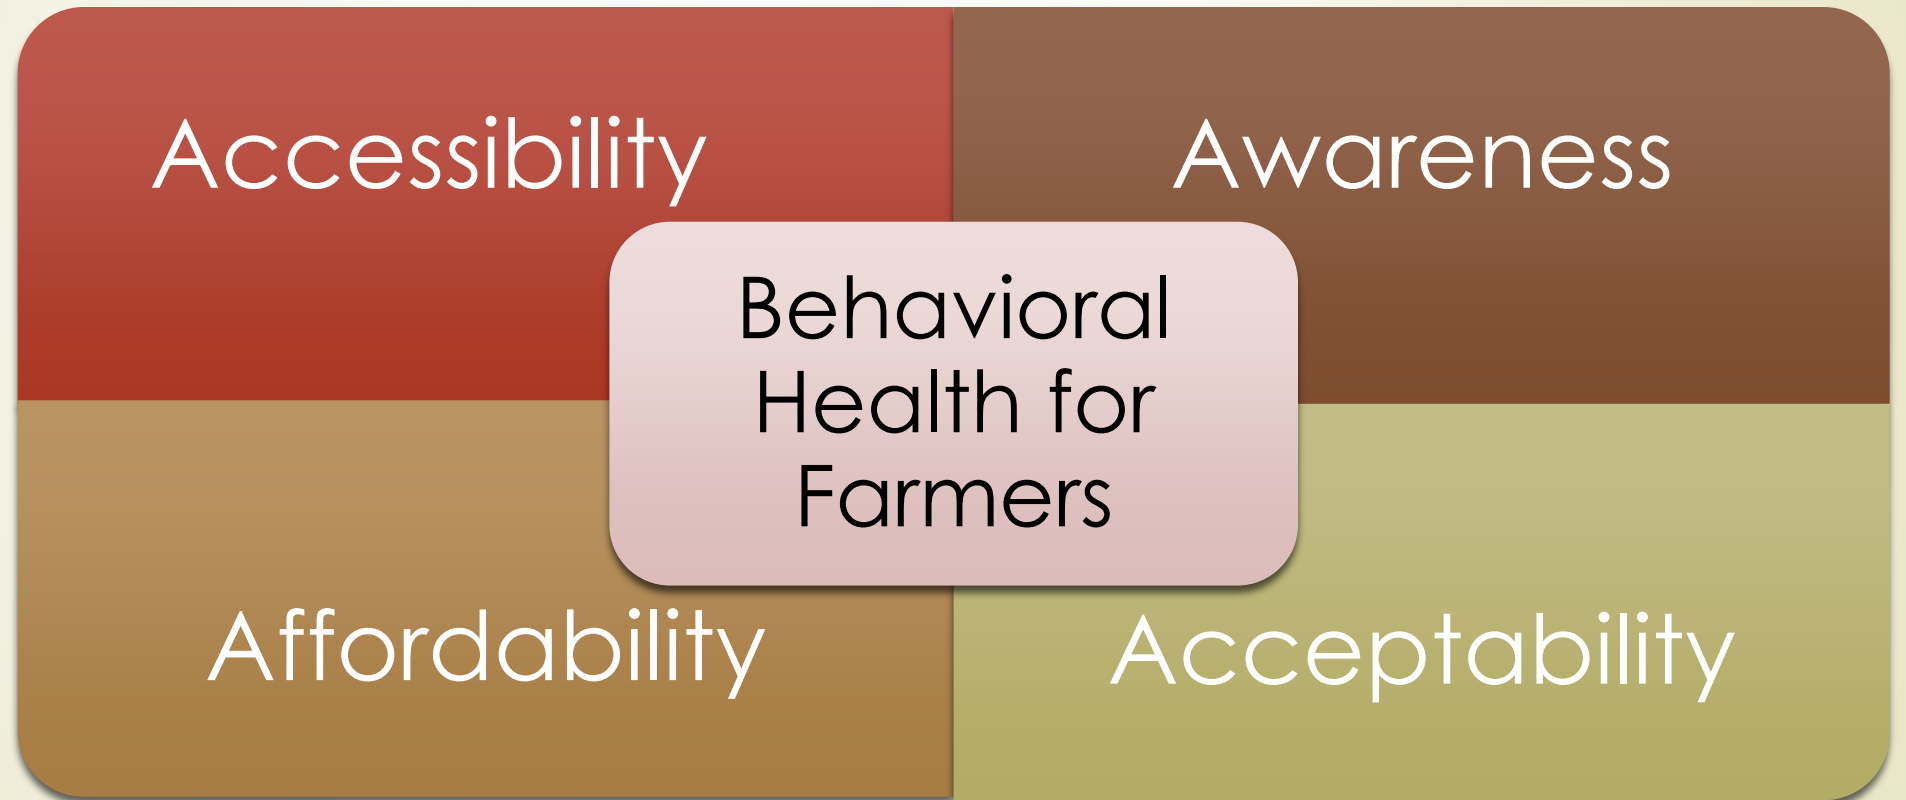 Accessibility
Awareness
Behavioral
Health for
Farmers
Affordability
Acceptability